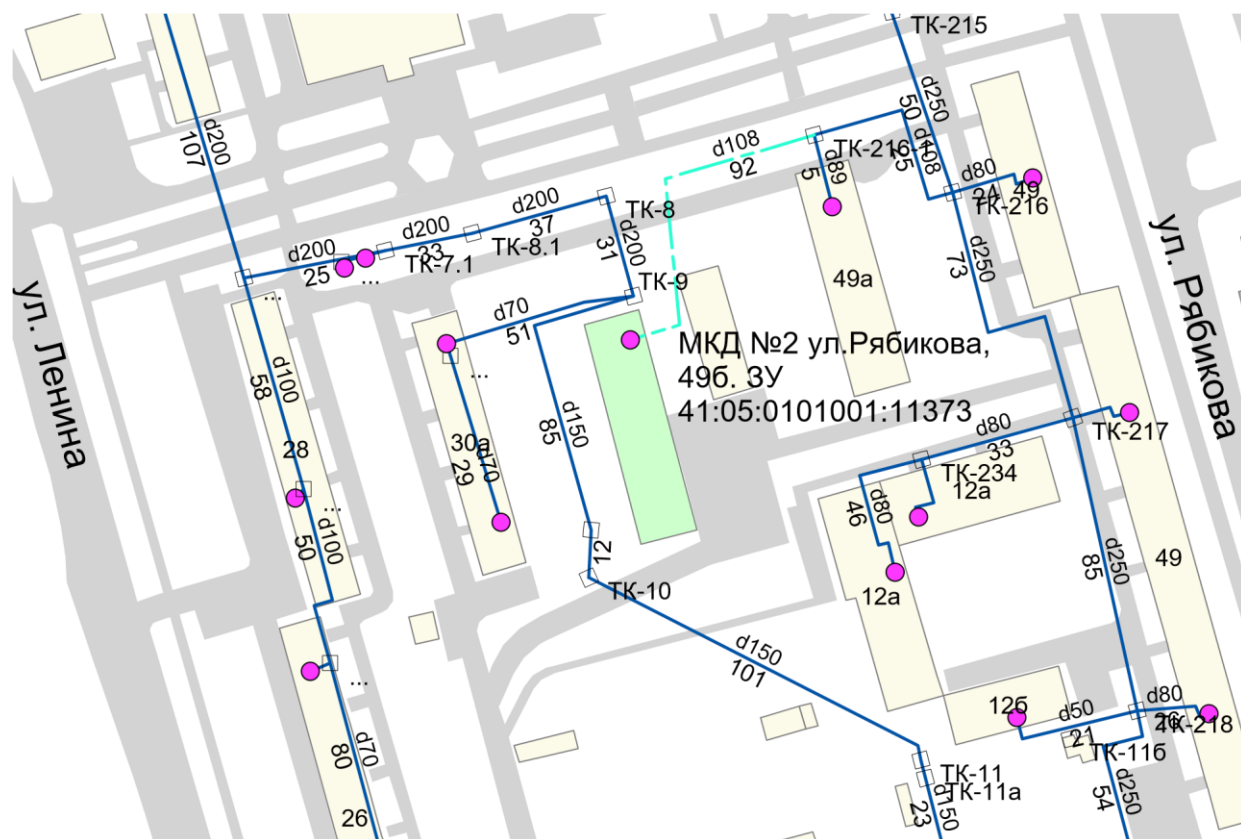 ТК-215
d250
50
d108
d200
107
d108
92
ТК-216-1
d89
5
d80
49
24
ТК-216
d200
37
ТК-8
d200
33
ТК-8.1
d200
25
ТК-7.1
...
...
d200
31
ТК-9
49а
d250
73
ул. Ленина
ул. Рябикова
d70
51
...
МКД №2 ул.Рябикова,
49б. ЗУ
41:05:0101001:11373
d100
58
28
30а
29
d70
d150
85
d80
33
ТК-217
ТК-234
12а
d80
46
12а
...
d100
50
12
ТК-10
d250
85
49
d150
101
...
12б
d50
21
d80
26
ТК-218
ТК-11б
d70
80
26
ТК-11
ТК-11а
d150
23
d250
54